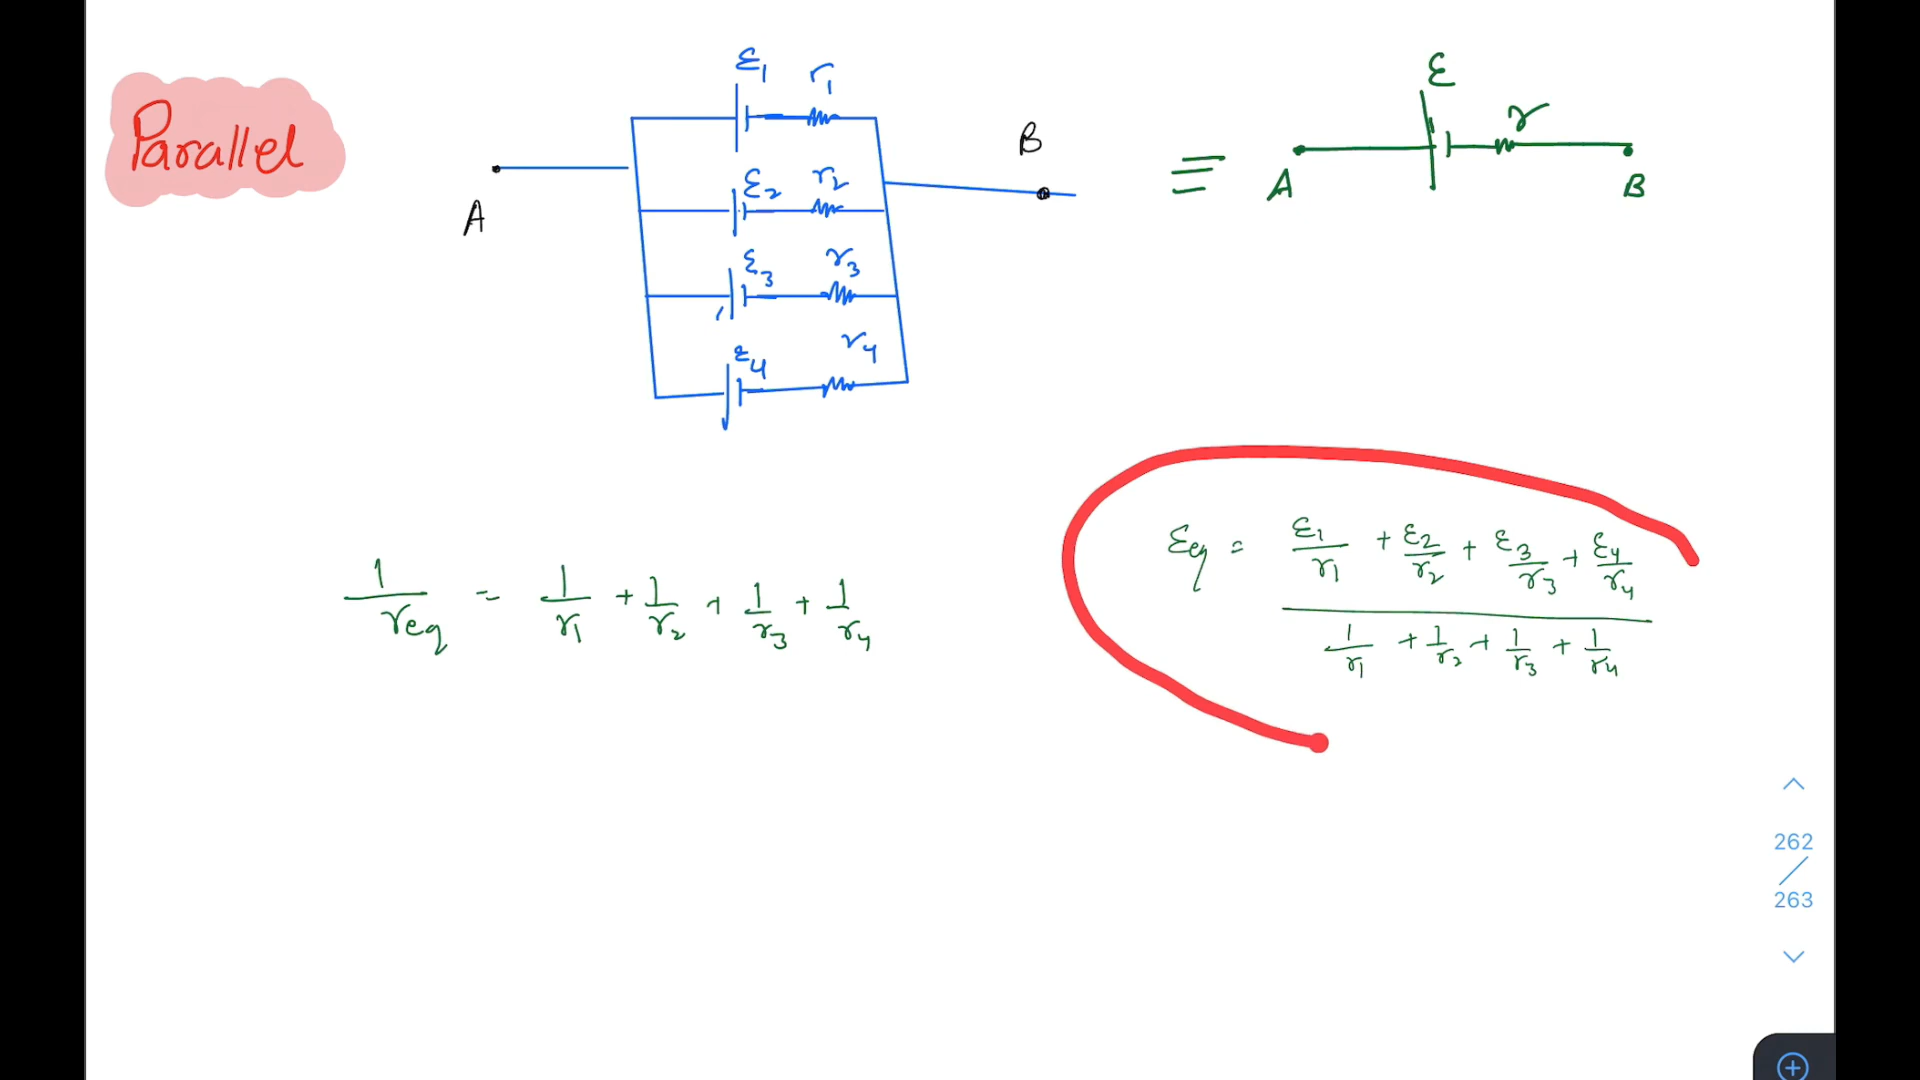 Parallel
ε1 r1
A
B
ε2 r2
ε3 r3
ε4 r4
≡
ε
r
A B
1/req = 1/r1 + 1/r2 + 1/r3 + 1/r4
εeq = (ε1/r1 + ε2/r2 + ε3/r3 + ε4/r4) / (1/r1 + 1/r2 + 1/r3 + 1/r4)
262
/
263